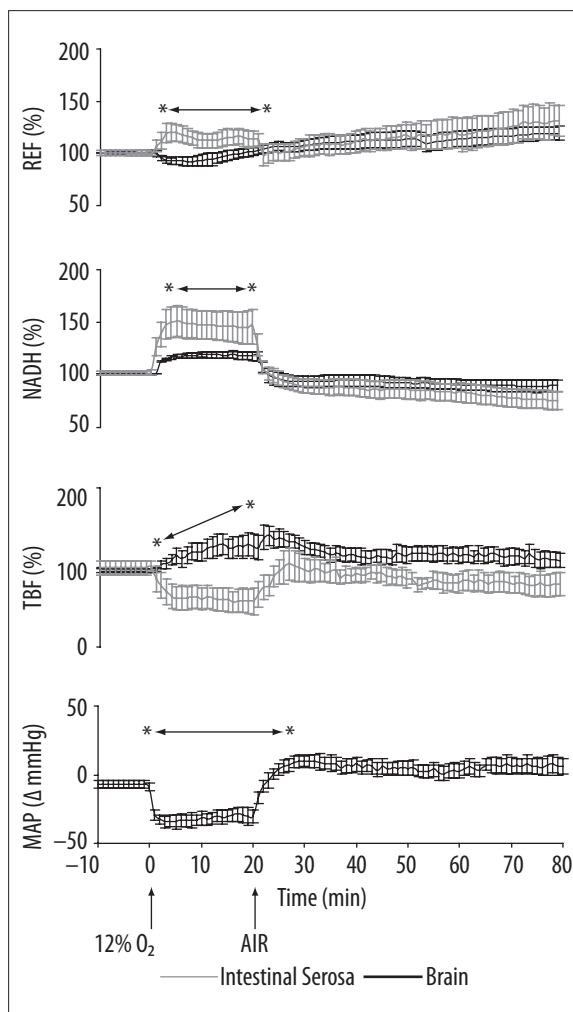 200
* *
150
REF (%)
100
50
200
* *
150
NADH (%)
100
50
200
*
*
TBF (%)
100
0
50
* *
MAP (Δ mmHg)
0
−50
−10 0 10 20 30 40 50 60 70 80
Time (min)
12% O₂ AIR
Intestinal Serosa Brain